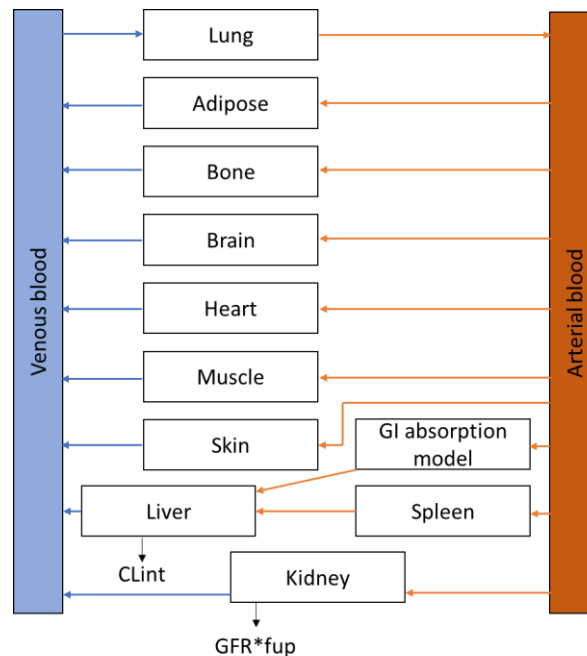 Venous blood
Arterial blood
Lung
Adipose
Bone
Brain
Heart
Muscle
Skin
GI absorption
model
Liver
Spleen
CLint
Kidney
GFR*fup